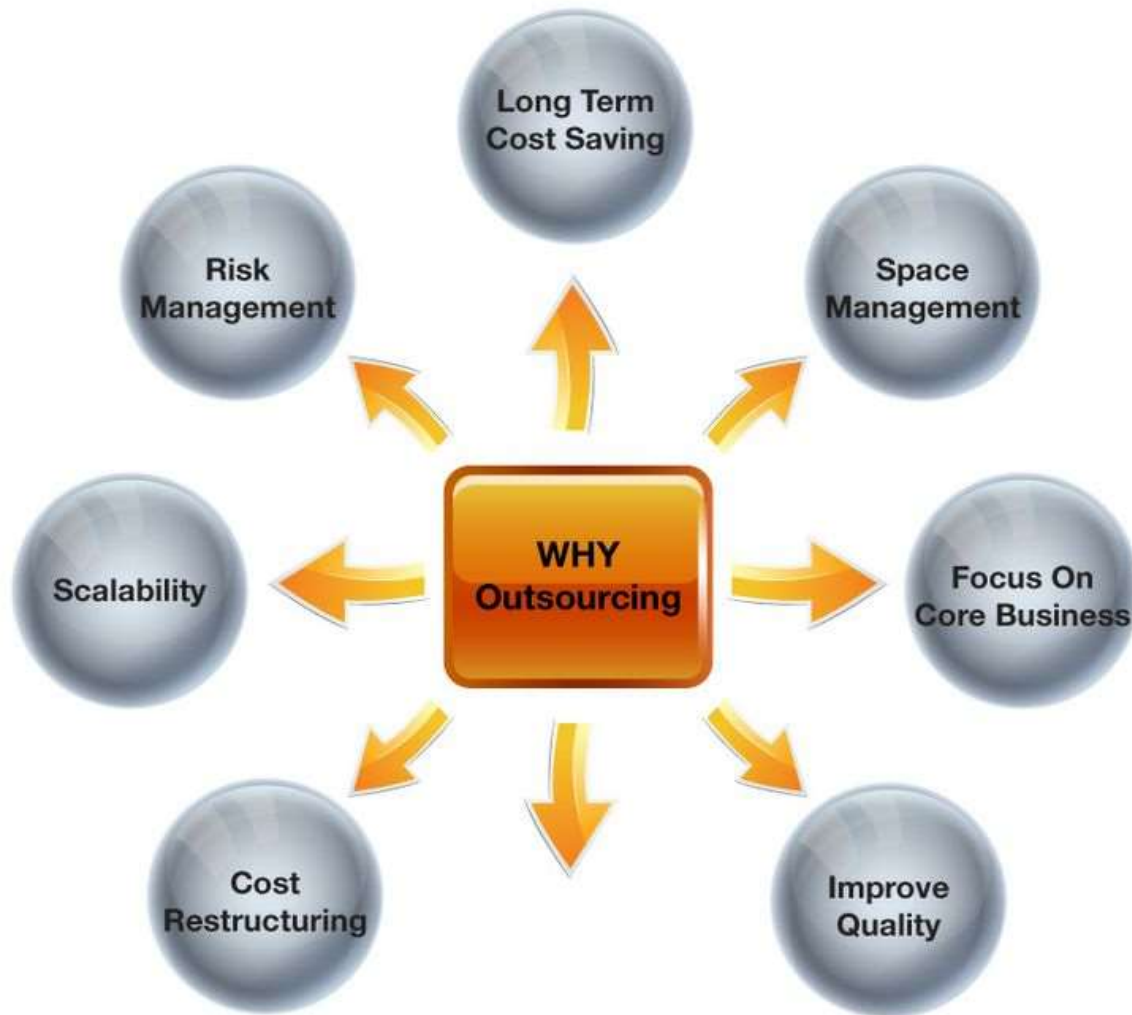 Long Term
Cost Saving
Risk
Management
Space
Management
WHY
Outsourcing
Scalability
Focus On
Core Business
Cost
Restructuring
Improve
Quality